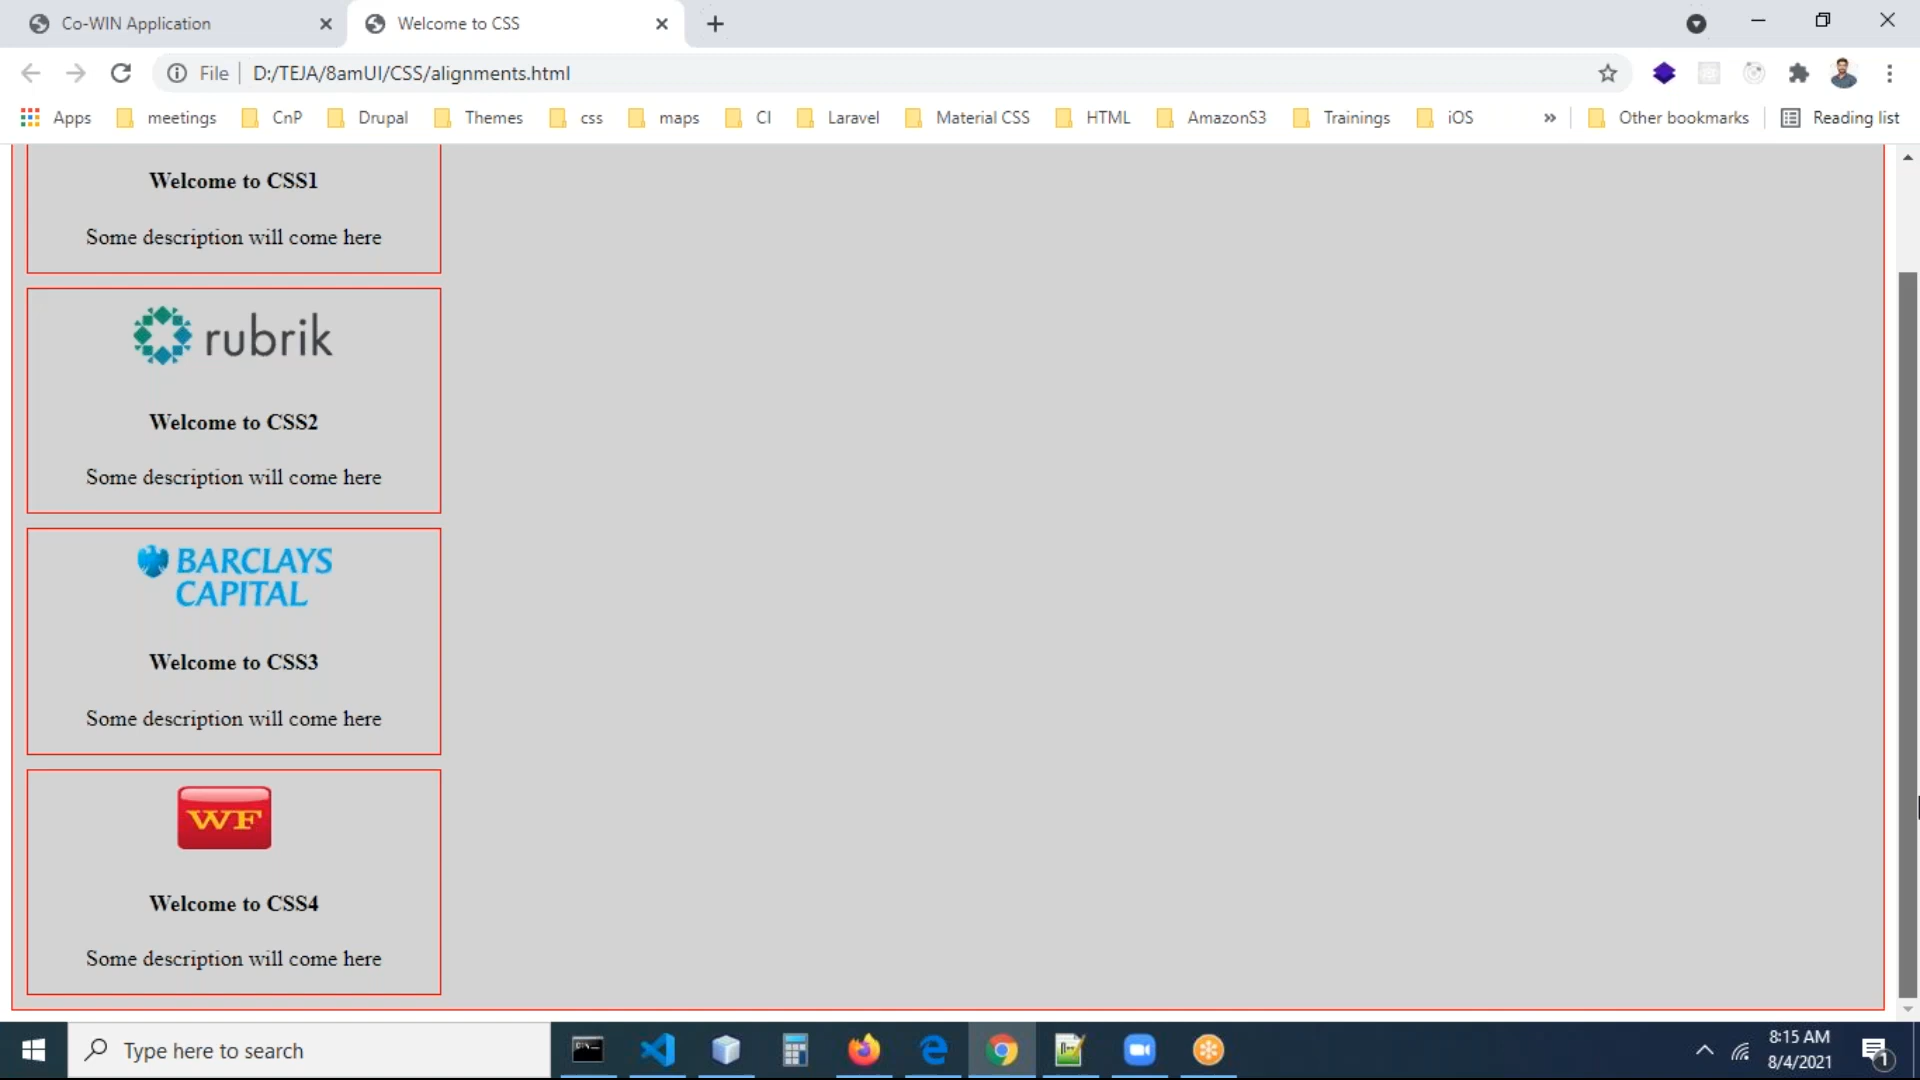 Co-WIN Application
Welcome to CSS
File D:/TEJA/8amUI/CSS/alignments.html
Apps meetings CnP Drupal Themes css maps CI Laravel Material CSS HTML AmazonS3 Trainings iOS » Other bookmarks Reading list
Welcome to CSS1
Some description will come here
rubrik
Welcome to CSS2
Some description will come here
BARCLAYS
CAPITAL
Welcome to CSS3
Some description will come here
WF
Welcome to CSS4
Some description will come here
Type here to search
8:15 AM
8/4/2021
1